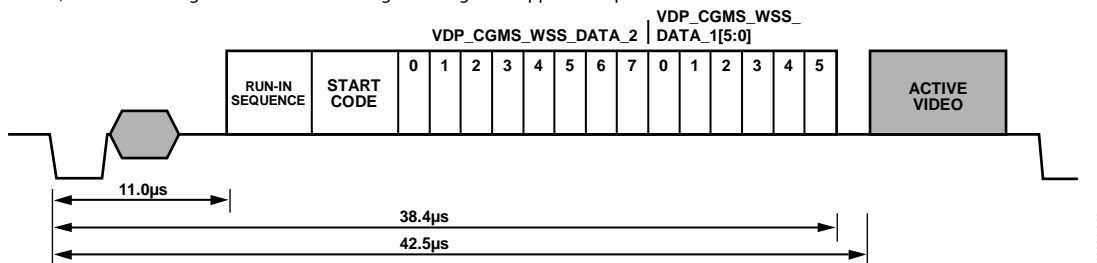 VDP_CGMS_WSS_DATA_2
VDP_CGMS_WSS_
DATA_1[5:0]
RUN-IN
SEQUENCE
START
CODE
0 1 2 3 4 5 6 7 0 1 2 3 4 5
ACTIVE
VIDEO
11.0µs
38.4µs
42.5µs